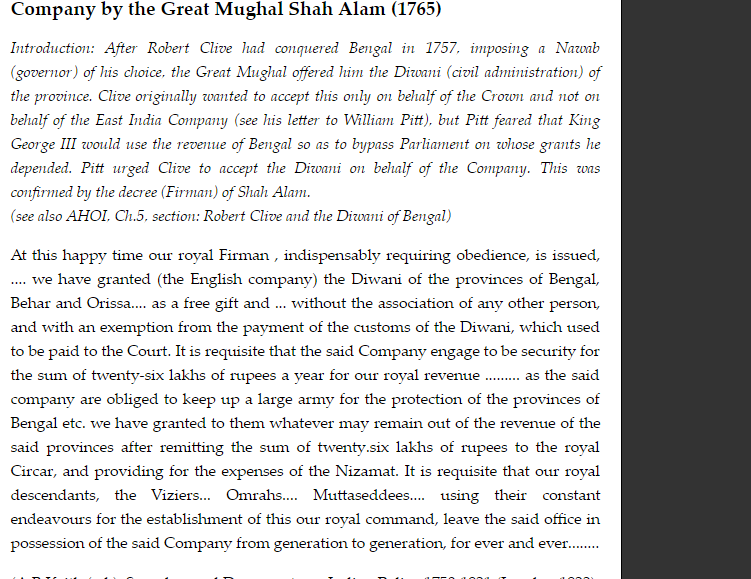 Company by the Great Mughal Shah Alam (1765)
Introduction: After Robert Clive had conquered Bengal in 1757, imposing a Nawab
(governor) of his choice, the Great Mughal offered him the Diwani (civil administration) of
the province. Clive originally wanted to accept this only on behalf of the Crown and not on
behalf of the East India Company (see his letter to William Pitt), but Pitt feared that King
George III would use the revenue of Bengal so as to bypass Parliament on whose grants he
depended. Pitt urged Clive to accept the Diwani on behalf of the Company. This was
confirmed by the decree (Firman) of Shah Alam.
(see also AHOI, Ch.5, section: Robert Clive and the Diwani of Bengal)
At this happy time our royal Firman , indispensably requiring obedience, is issued,
.... we have granted (the English company) the Diwani of the provinces of Bengal,
Behar and Orissa.... as a free gift and ... without the association of any other person,
and with an exemption from the payment of the customs of the Diwani, which used
to be paid to the Court. It is requisite that the said Company engage to be security for
the sum of twenty-six lakhs of rupees a year for our royal revenue ......... as the said
company are obliged to keep up a large army for the protection of the provinces of
Bengal etc. we have granted to them whatever may remain out of the revenue of the
said provinces after remitting the sum of twenty.six lakhs of rupees to the royal
Circar, and providing for the expenses of the Nizamat. It is requisite that our royal
descendants, the Viziers... Omrahs.... Muttaseddees.... using their constant
endeavours for the establishment of this our royal command, leave the said office in
possession of the said Company from generation to generation, for ever and ever........